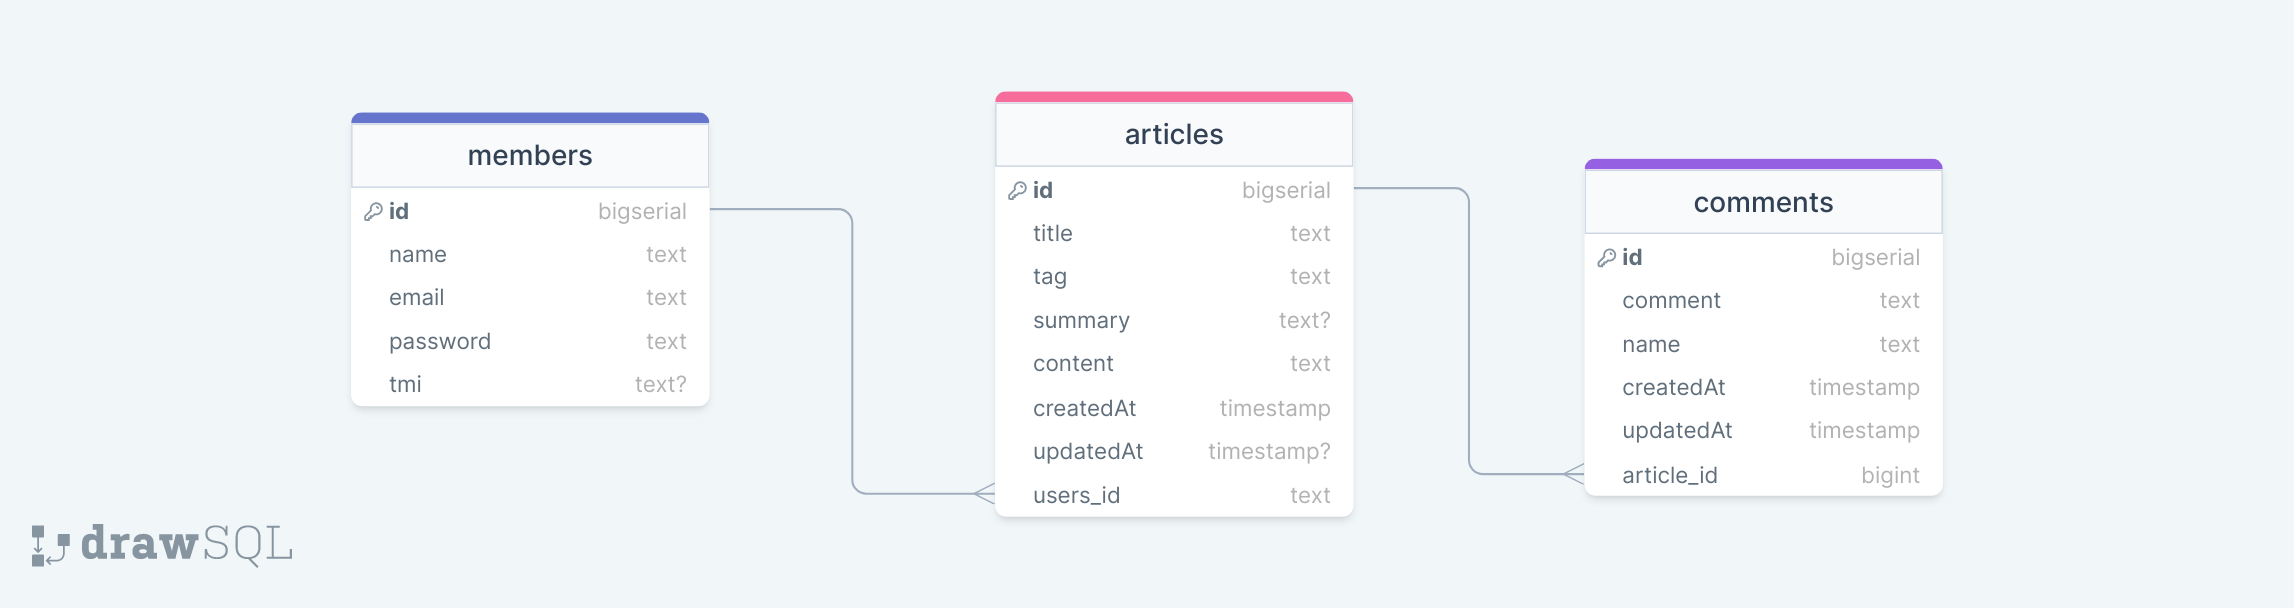 members
id bigserial
name text
email text
password text
tmi text?
articles
id bigserial
title text
tag text
summary text?
content text
createdAt timestamp
updatedAt timestamp?
users_id text
comments
id bigserial
comment text
name text
createdAt timestamp
updatedAt timestamp
article_id bigint
drawSQL